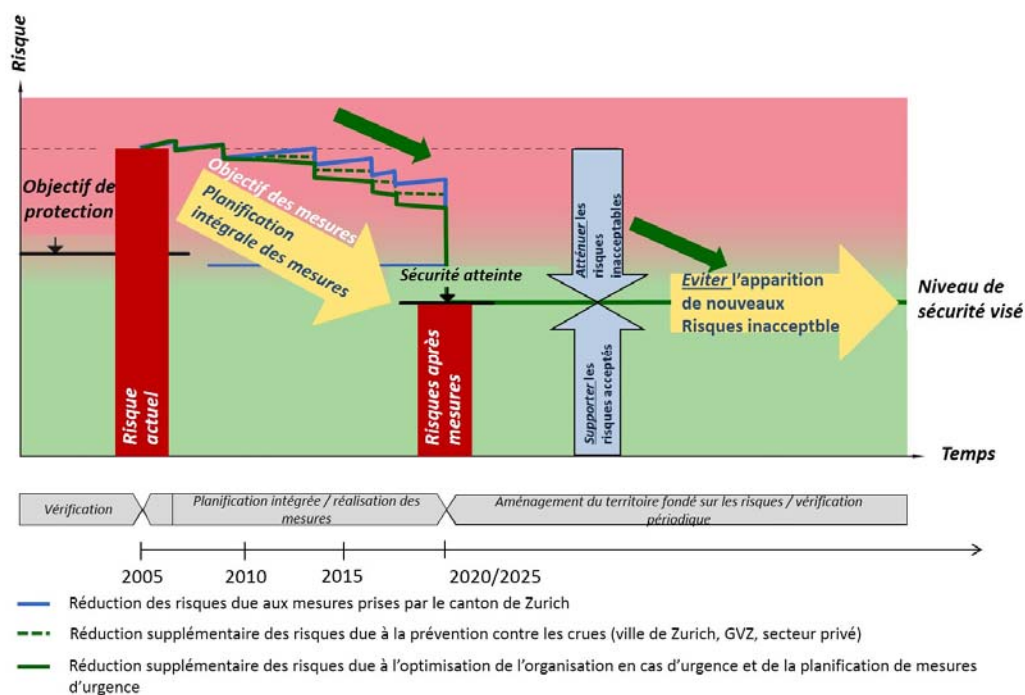 Risque
Objectif de
protection
Risque
actuel
Objectif des mesures
Planification
intégrale des mesures
Sécurité atteinte
Risques après
mesures
Atténuer les
risques
inacceptables
Supporter les
risques acceptés
Eviter l'apparition
de nouveaux
Risques inacceptble
Niveau de
sécurité visé
Temps
Vérification
Planification intégrée / réalisation des
mesures
Aménagement du territoire fondé sur les risques / vérification
périodique
2005
2010
2015
2020/2025
Réduction des risques due aux mesures prises par le canton de Zurich
Réduction supplémentaire des risques due à la prévention contre les crues (ville de Zurich, GVZ, secteur privé)
Réduction supplémentaire des risques due à l'optimisation de l'organisation en cas d'urgence et de la planification de mesures
d'urgence